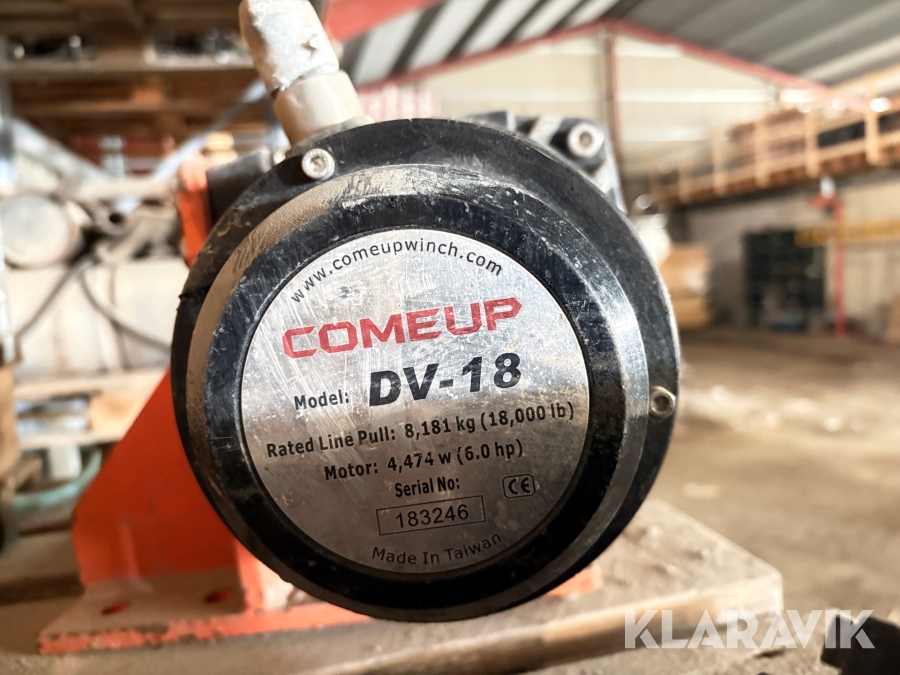 www.comeupwinch.com
COMEUP
Model: DV-18
Rated Line Pull: 8,181 kg (18,000 lb)
Motor: 4,474 w (6.0 hp)
Serial No:
CE
183246
Made In Taiwan
KLARAVIK